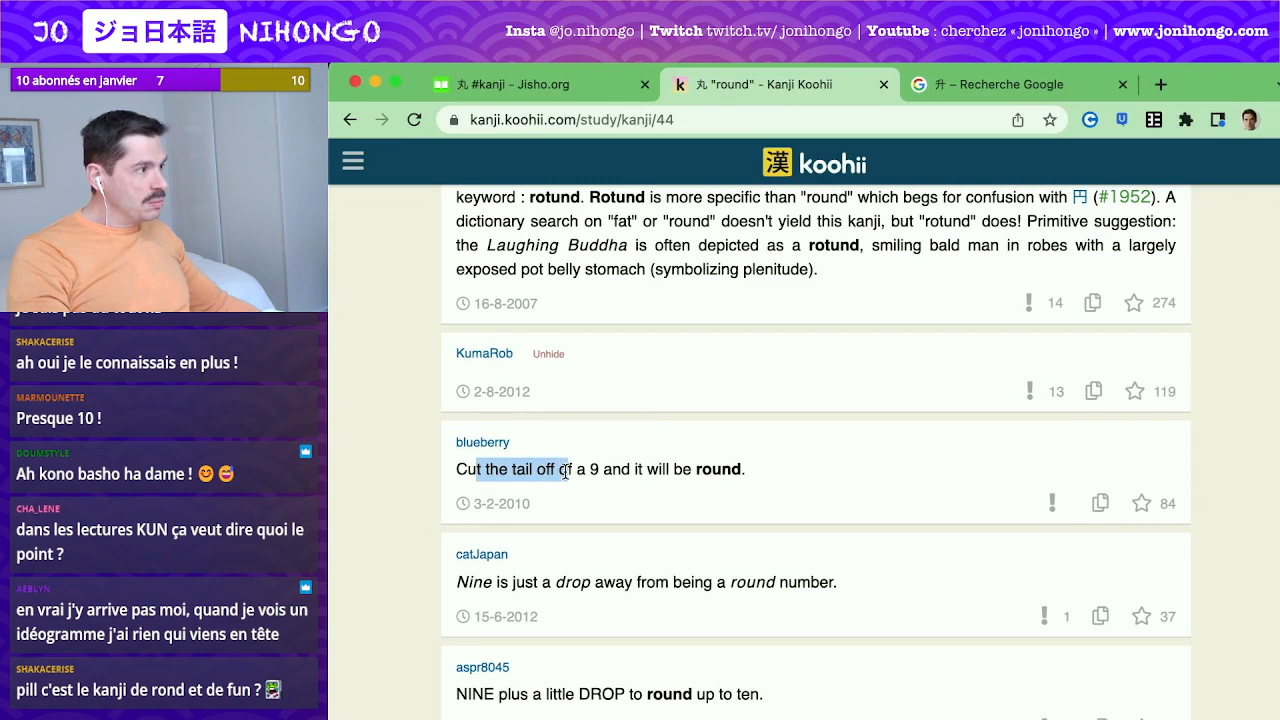 JO ジョ日本語 NIHONGO
Insta @jo.nihongo | Twitch twitch.tv/ jonihongo | Youtube : cherchez « jonihongo » | www.jonihongo.com
10 abonnés en janvier 7 10
丸 #kanji - Jisho.org
丸 "round" - Kanji Koohii
升 – Recherche Google
kanji.koohii.com/study/kanji/44
漢 koohii
keyword : rotund. Rotund is more specific than "round" which begs for confusion with 円 (#1952). A
dictionary search on "fat" or "round" doesn't yield this kanji, but "rotund" does! Primitive suggestion:
the Laughing Buddha is often depicted as a rotund, smiling bald man in robes with a largely
exposed pot belly stomach (symbolizing plenitude).
16-8-2007 14 274
KumaRob Unhide
2-8-2012 13 119
blueberry
Cut the tail off of a 9 and it will be round.
3-2-2010 84
catJapan
Nine is just a drop away from being a round number.
15-6-2012 1 37
aspr8045
NINE plus a little DROP to round up to ten.
SHAKACERISE
ah oui je le connaissais en plus !
MARMOUNETTE
Presque 10 !
DOUMSTYLE
Ah kono basho ha dame ! 😊 😅
CHA_LENE
dans les lectures KUN ça veut dire quoi le
point ?
AEBLYN
en vrai j'y arrive pas moi, quand je vois un
idéogramme j'ai rien qui viens en tête
SHAKACERISE
pill c'est le kanji de rond et de fun ?